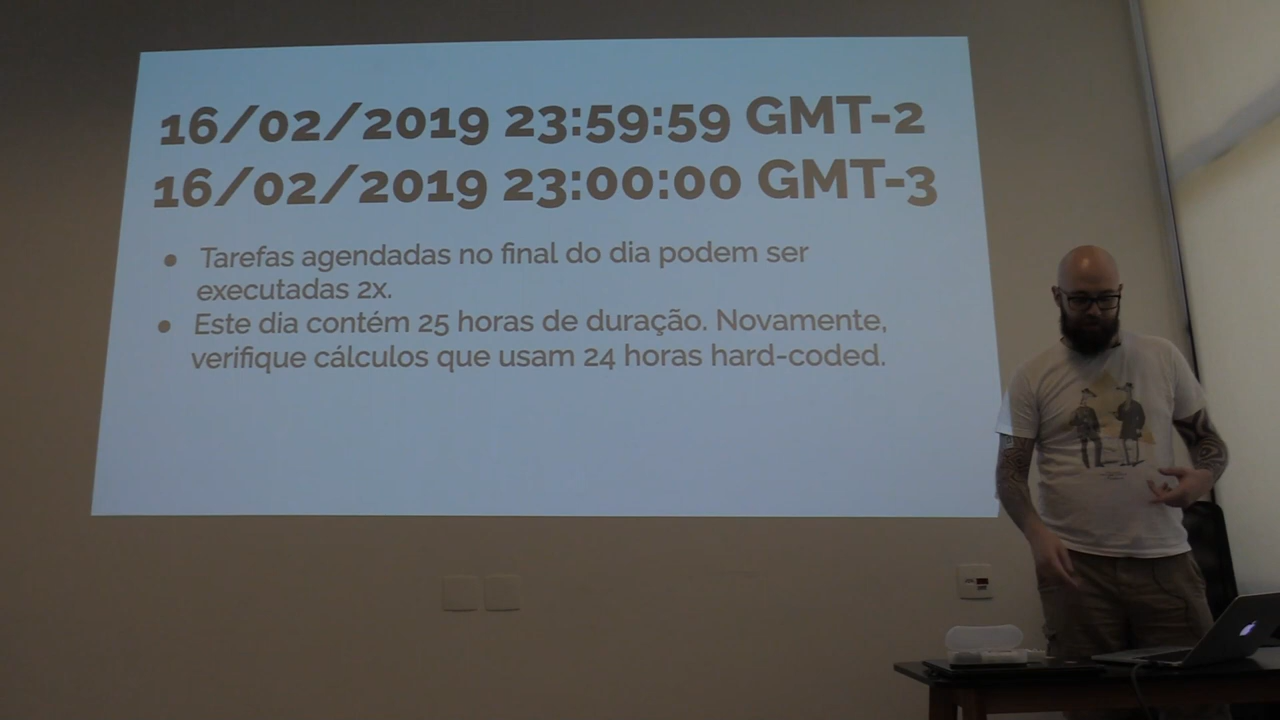 16/02/2019 23:59:59 GMT-2
16/02/2019 23:00:00 GMT-3
● Tarefas agendadas no final do dia podem ser
executadas 2x.
● Este dia contém 25 horas de duração. Novamente,
verifique cálculos que usam 24 horas hard-coded.